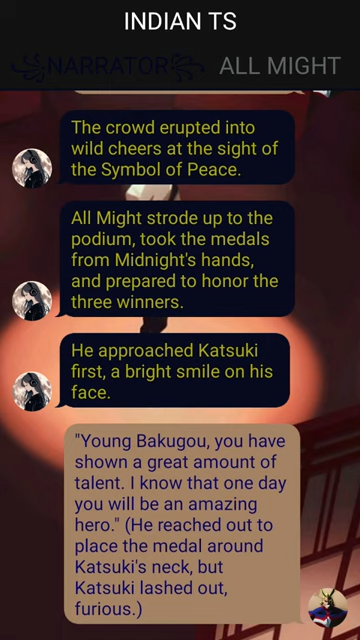 INDIAN TS
NARRATOR ALL MIGHT
The crowd erupted into
wild cheers at the sight of
the Symbol of Peace.
All Might strode up to the
podium, took the medals
from Midnight's hands,
and prepared to honor the
three winners.
He approached Katsuki
first, a bright smile on his
face.
"Young Bakugou, you have
shown a great amount of
talent. I know that one day
you will be an amazing
hero." (He reached out to
place the medal around
Katsuki's neck, but
Katsuki lashed out,
furious.)